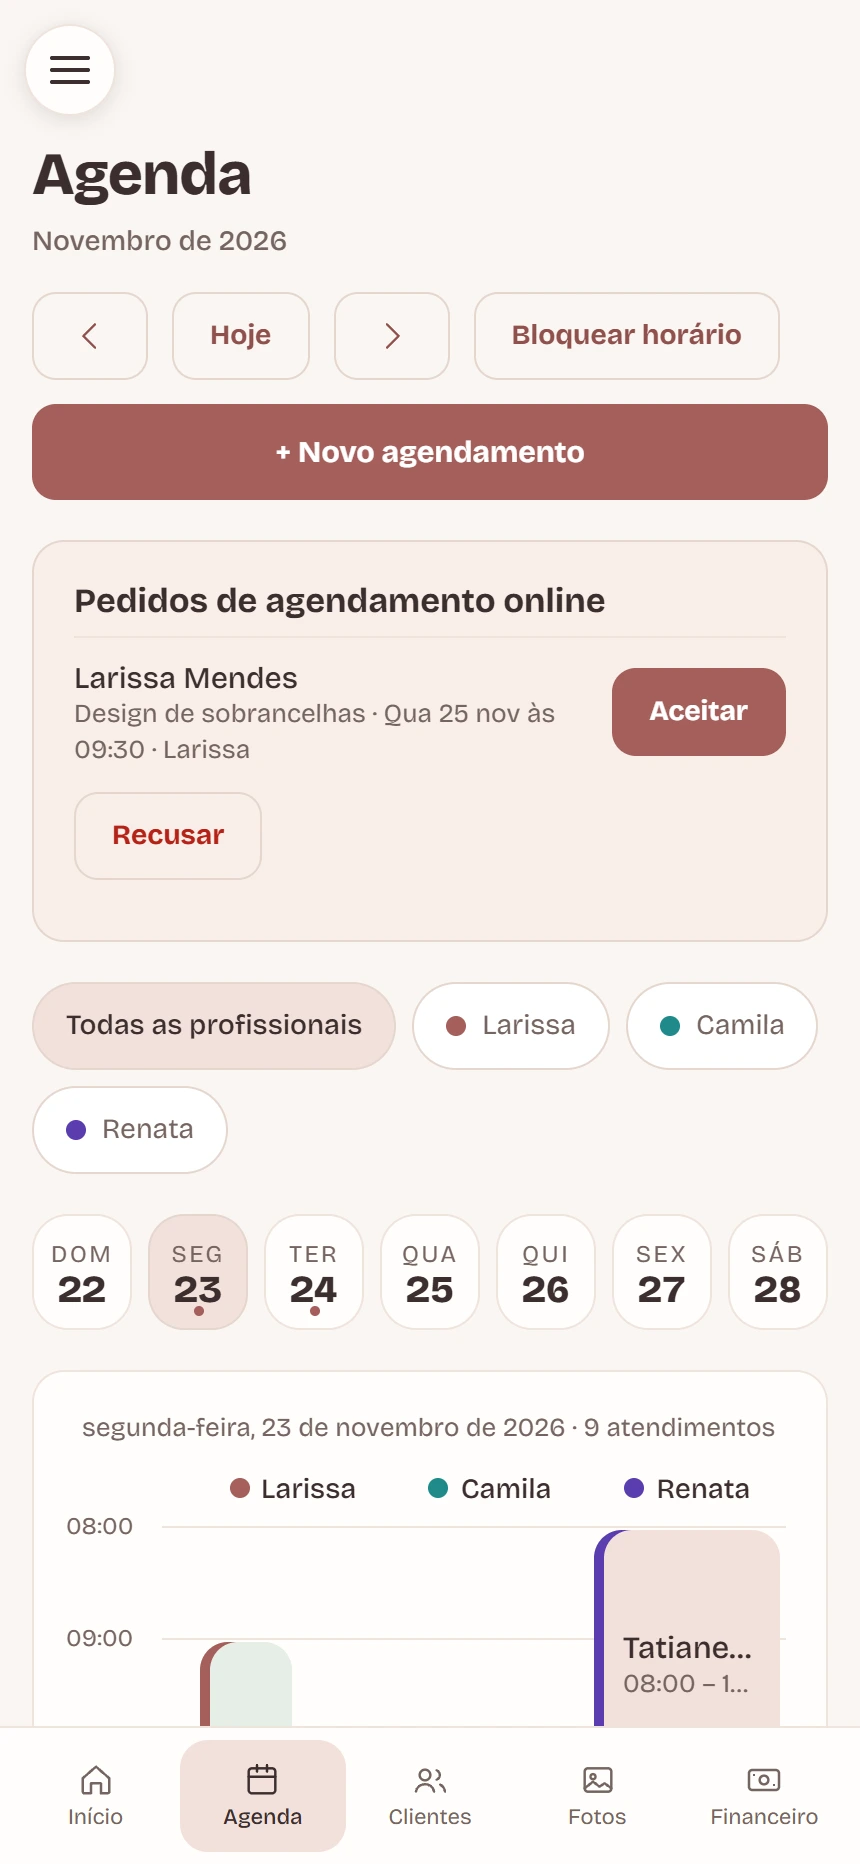 Agenda
Novembro de 2026
Hoje
Bloquear horário
+ Novo agendamento
Pedidos de agendamento online
Larissa Mendes
Design de sobrancelhas · Qua 25 nov às
09:30 · Larissa
Aceitar
Recusar
Todas as profissionais
Larissa
Camila
Renata
DOM SEG TER QUA QUI SEX SÁB
22 23 24 25 26 27 28
segunda-feira, 23 de novembro de 2026 · 9 atendimentos
Larissa Camila Renata
08:00
09:00
Tatiane...
08:00 – 1...
Início Agenda Clientes Fotos Financeiro